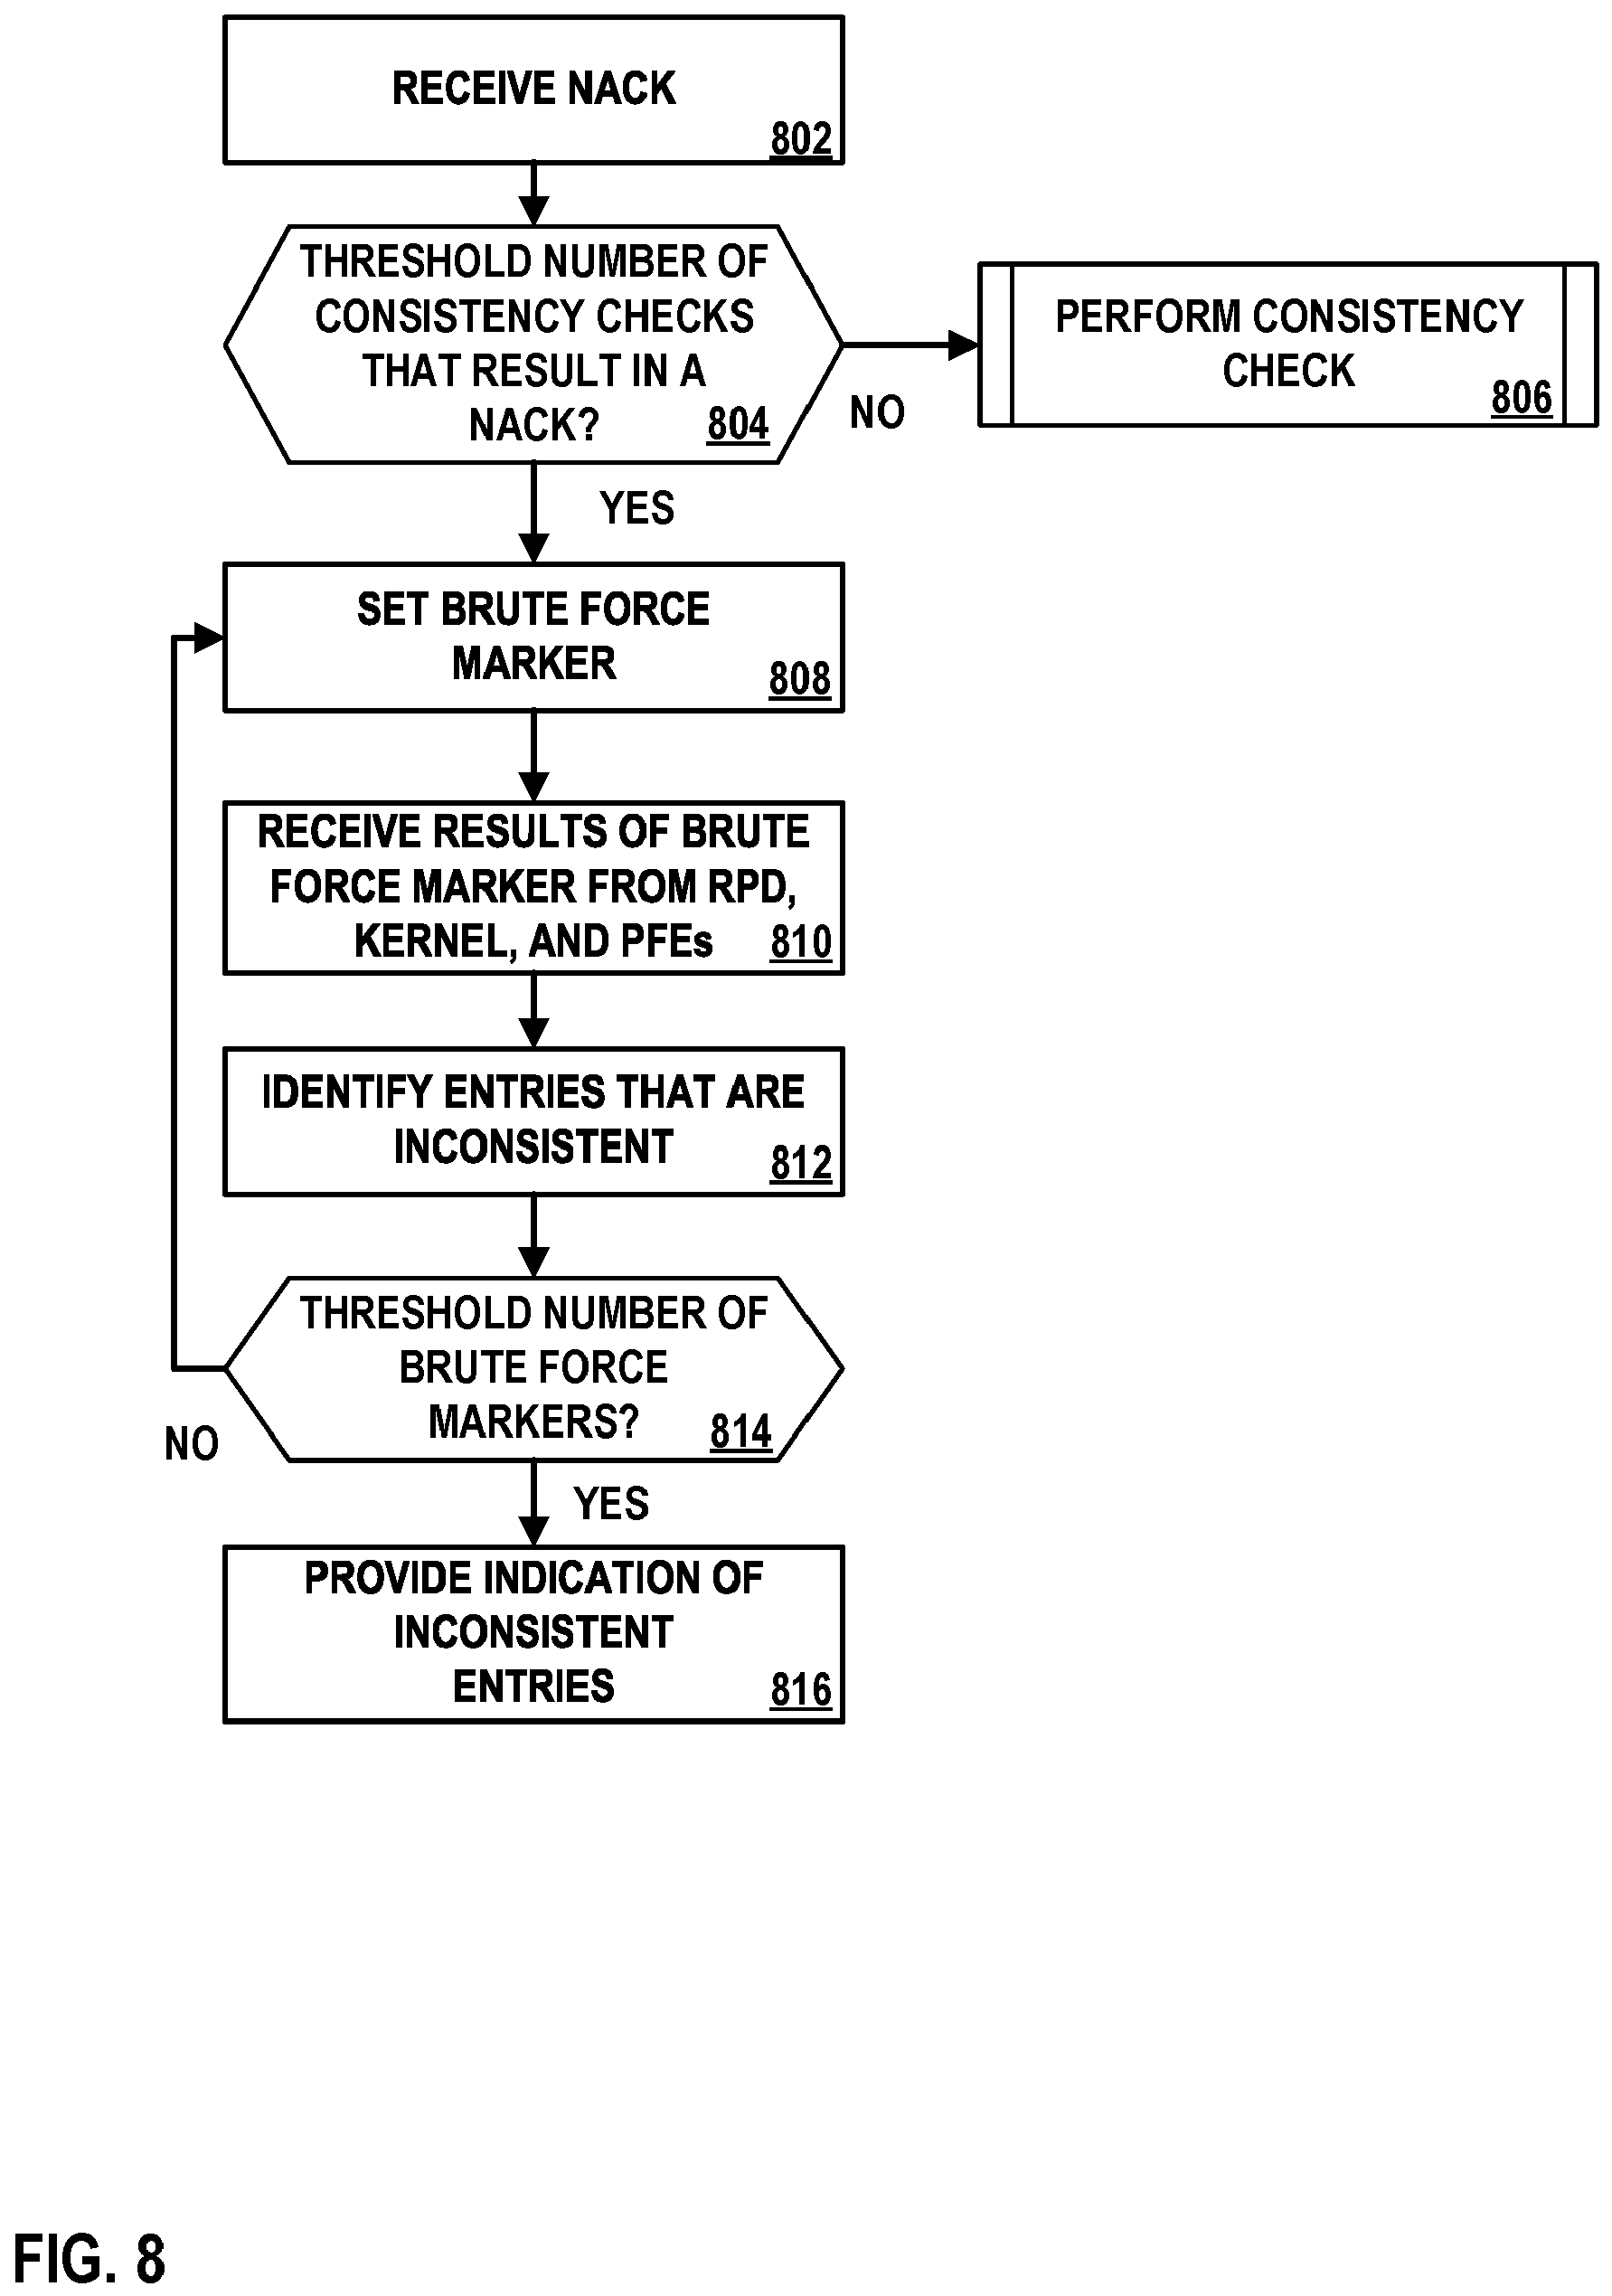 RECEIVE NACK
802
THRESHOLD NUMBER OF
CONSISTENCY CHECKS
THAT RESULT IN A
NACK?
804
NO
PERFORM CONSISTENCY
CHECK
806
YES
SET BRUTE FORCE
MARKER
808
RECEIVE RESULTS OF BRUTE
FORCE MARKER FROM RPD,
KERNEL, AND PFEs
810
IDENTIFY ENTRIES THAT ARE
INCONSISTENT
812
THRESHOLD NUMBER OF
BRUTE FORCE
MARKERS?
814
NO
YES
PROVIDE INDICATION OF
INCONSISTENT
ENTRIES
816
FIG. 8